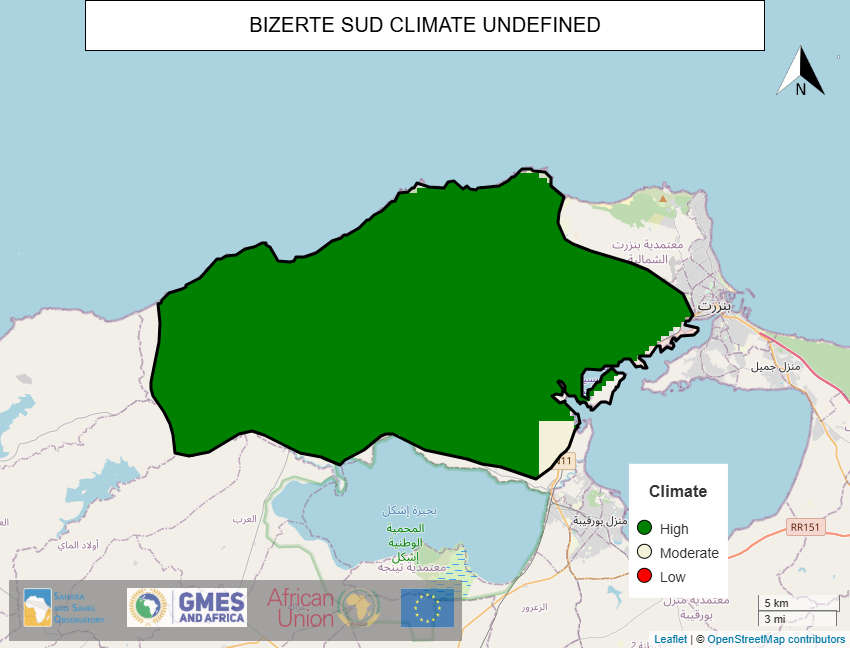 BIZERTE SUD CLIMATE UNDEFINED
N
معتمدية بنزرت
الشمالية
بنزرت
منزل جميل
11
Climate
High
Moderate
Low
بحيرة إشكل
المحمية
الوطنية
إشكل
معتمدية تينجة
العرب
أولاد الماي
منزل بورقيبة
RR151
الزعرور
معتمدية منزل
بورقيبة
SAHARA
AND SAHEL
OBSERVATORY
GMES
AND AFRICA
African
Union
5 km
3 mi
Leaflet | © OpenStreetMap contributors